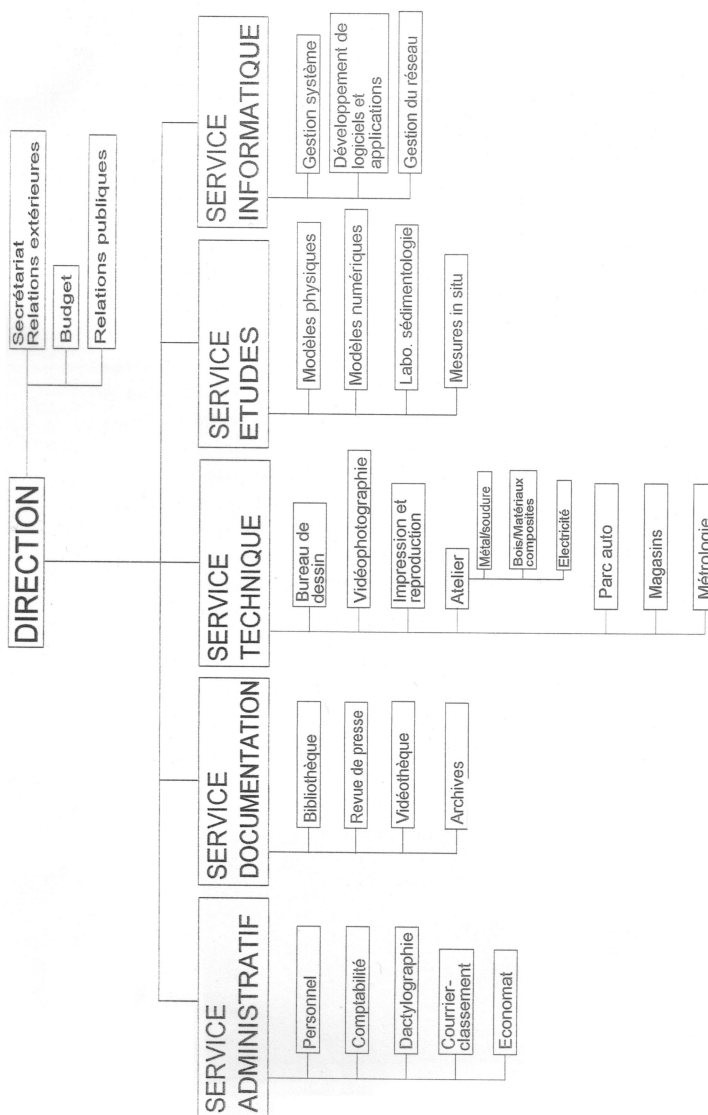 DIRECTION
Secrétariat
Relations extérieures
Budget
Relations publiques
SERVICE
ADMINISTRATIF
Personnel
Comptabilité
Dactylographie
Courrier-
classement
Economat
SERVICE
DOCUMENTATION
Bibliothèque
Revue de presse
Vidéothèque
Archives
SERVICE
TECHNIQUE
Bureau de
dessin
Vidéophotographie
Impression et
reproduction
Atelier
Métal/soudure
Bois/Matériaux
composites
Electricité
Parc auto
Magasins
Métrologie
SERVICE
ETUDES
Modèles physiques
Modèles numériques
Labo. sédimentologie
Mesures in situ
SERVICE
INFORMATIQUE
Gestion système
Développement de
logiciels et
applications
Gestion du réseau